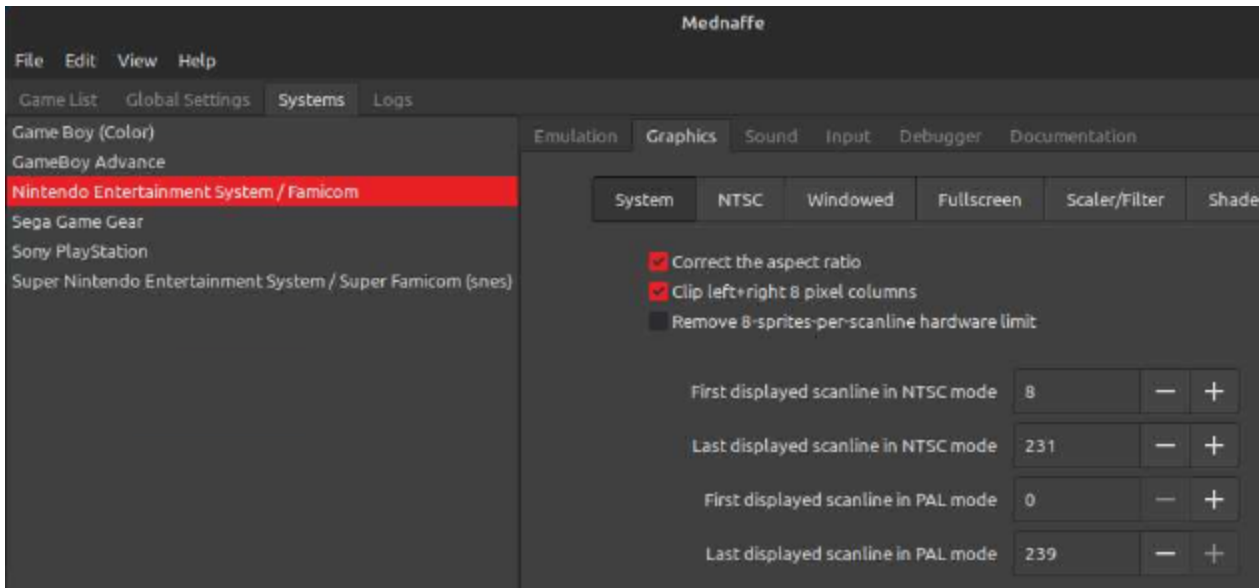 Mednaffe
File Edit View Help
Game List Global Settings Systems Logs
Game Boy (Color)
GameBoy Advance
Nintendo Entertainment System / Famicom
Sega Game Gear
Sony PlayStation
Super Nintendo Entertainment System / Super Famicom (snes)
Emulation Graphics Sound Input Debugger Documentation
System NTSC Windowed Fullscreen Scaler/Filter Shade
Correct the aspect ratio
Clip left+right 8 pixel columns
Remove 8-sprites-per-scanline hardware limit
First displayed scanline in NTSC mode 8 — +
Last displayed scanline in NTSC mode 231 — +
First displayed scanline in PAL mode 0 — +
Last displayed scanline in PAL mode 239 — +